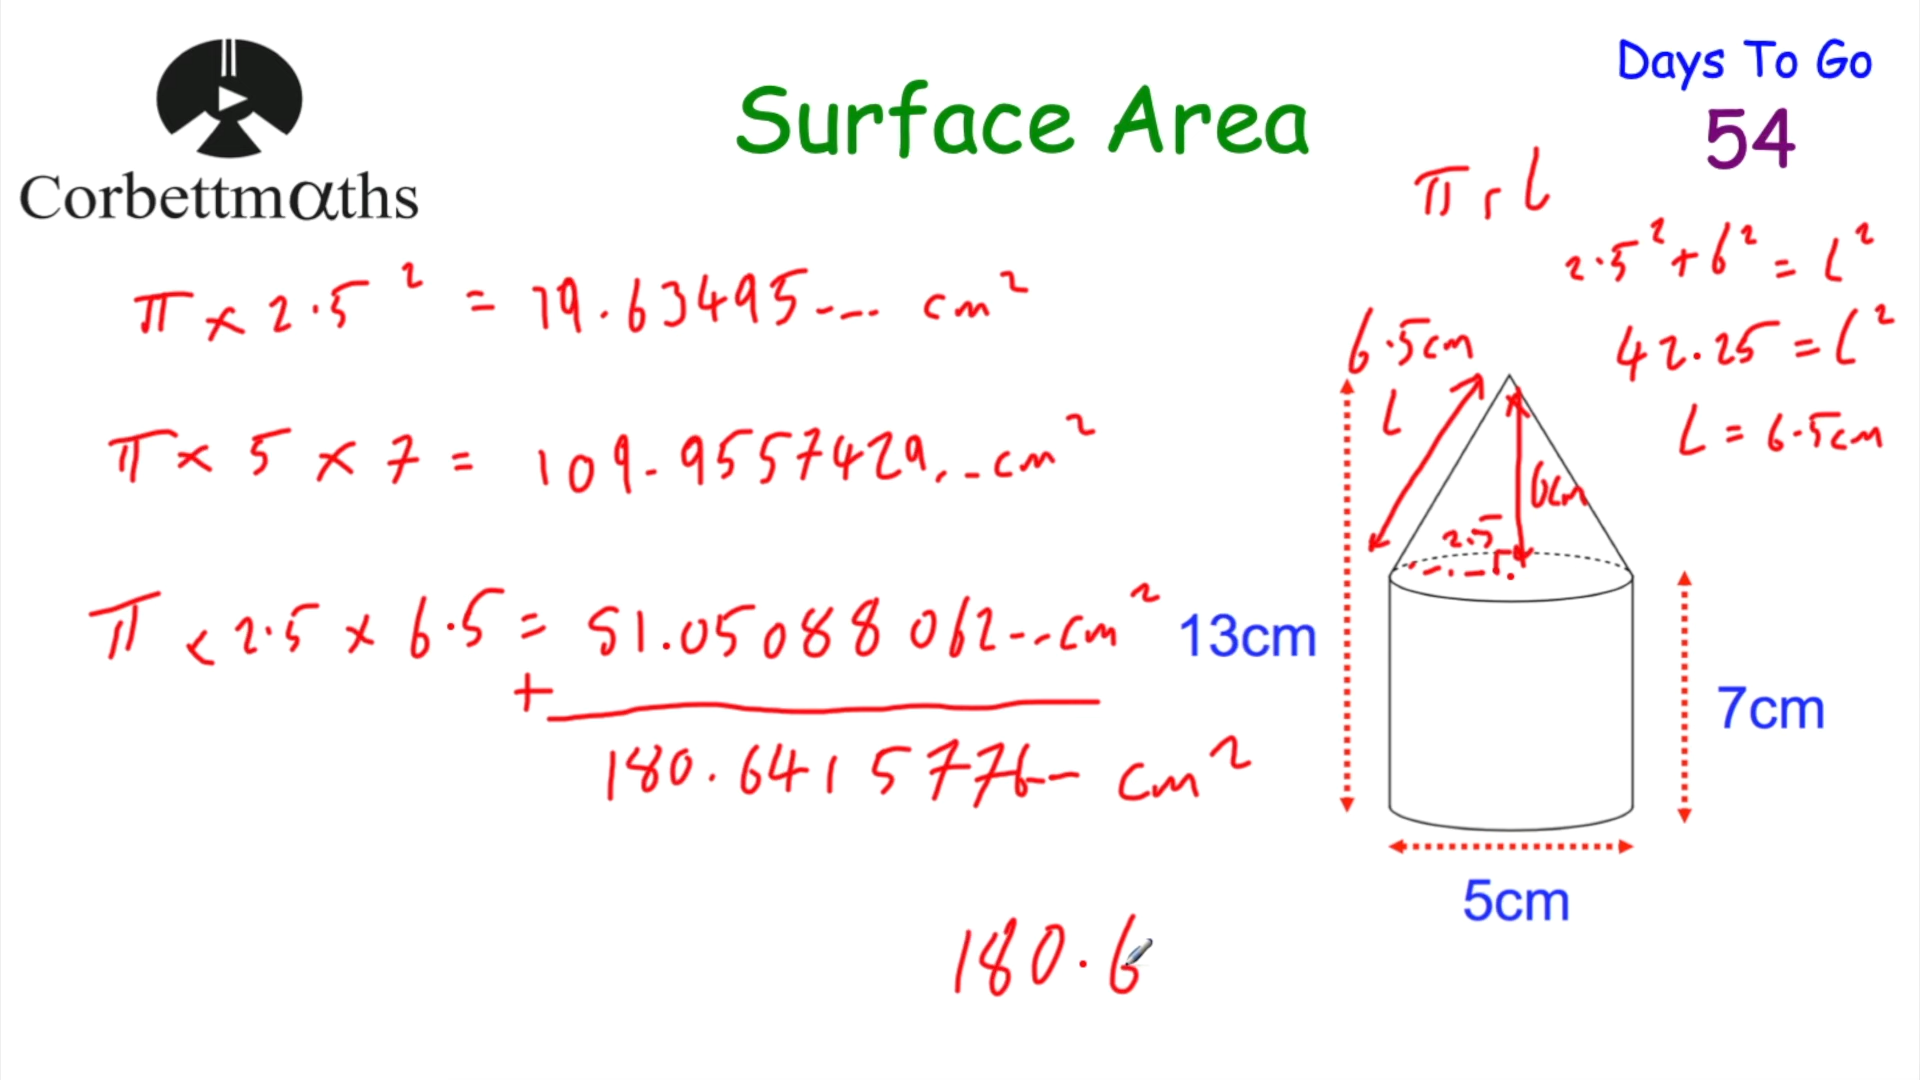 Corbettmαths
Surface Area
Days To Go
54
π r l
2.5² + 6² = L²
42.25 = L²
L = 6.5cm
π × 2.5² = 19.63495.... cm²
π × 5 × 7 = 109.9557429... cm²
π × 2.5 × 6.5 = 51.05088062... cm²
+
180.6415776... cm²
180.6
6.5cm
L
6cm
2.5
13cm
7cm
5cm